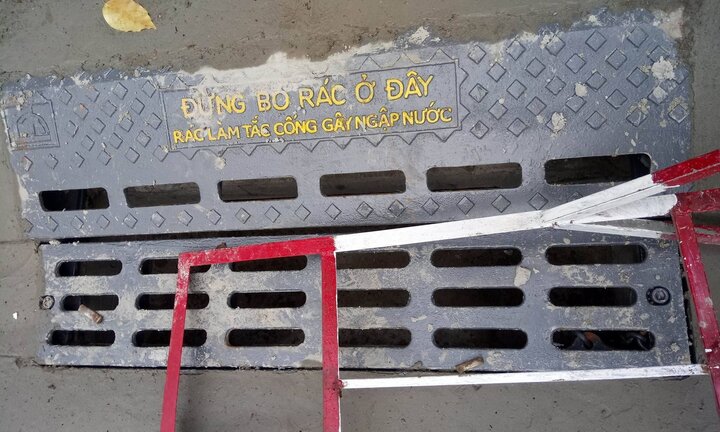 ĐỪNG BỎ RÁC Ở ĐÂY
RÁC LÀM TẮC CỐNG GÂY NGẬP NƯỚC